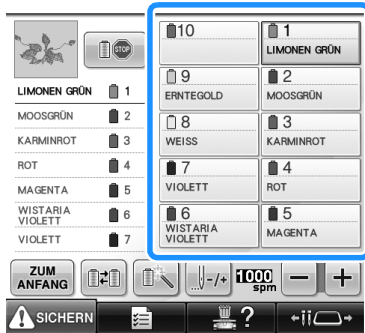 STOP
LIMONEN GRÜN 1
MOOSGRÜN 2
KARMINROT 3
ROT 4
MAGENTA 5
WISTARIA
VIOLETT 6
VIOLETT 7
10
1
LIMONEN GRÜN
9
ERNTEGOLD
2
MOOSGRÜN
8
WEISS
3
KARMINROT
7
VIOLETT
4
ROT
6
WISTARIA
VIOLETT
5
MAGENTA
ZUM
ANFANG
-/+
1000
spm
- +
SICHERN
?